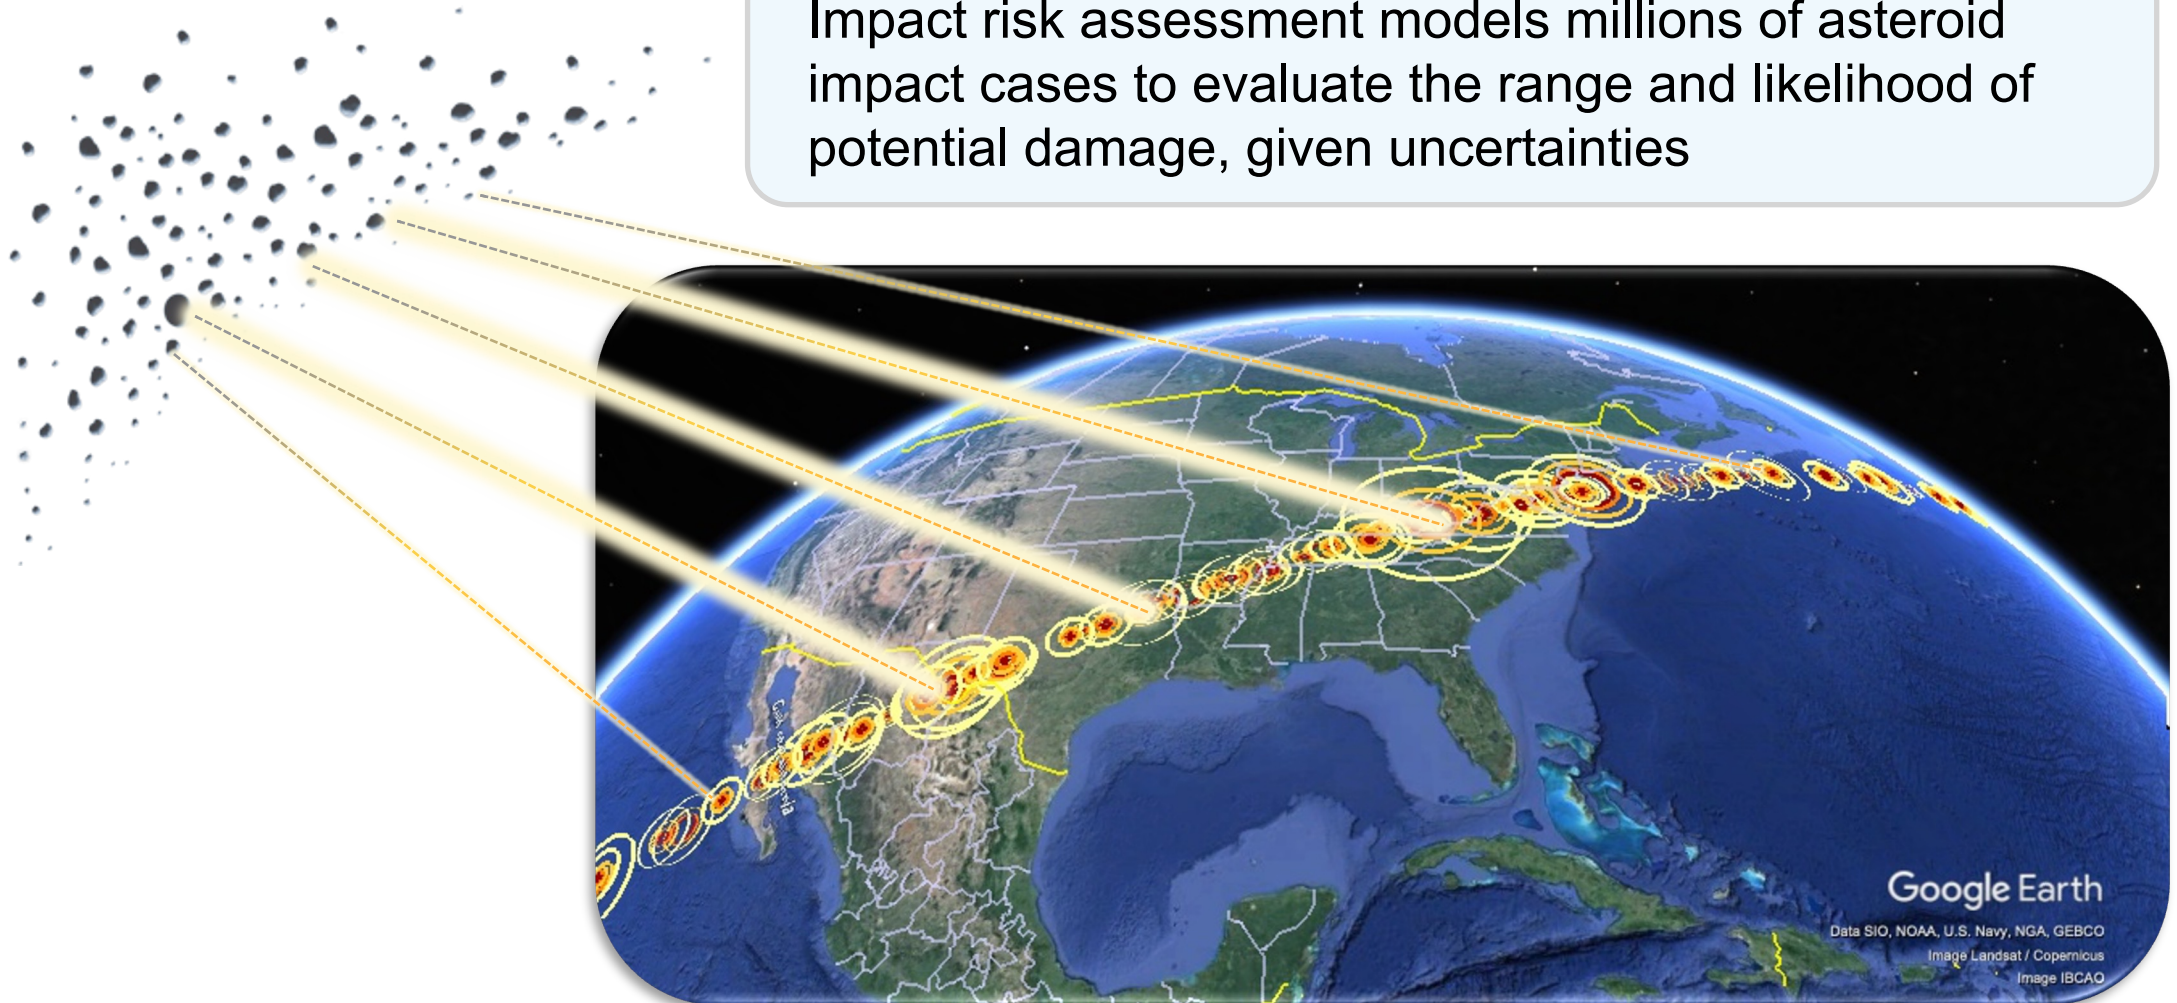 Impact risk assessment models millions of asteroid
impact cases to evaluate the range and likelihood of
potential damage, given uncertainties
Google Earth
Data SIO, NOAA, U.S. Navy, NGA, GEBCO
Image Landsat / Copernicus
Image IBCAO